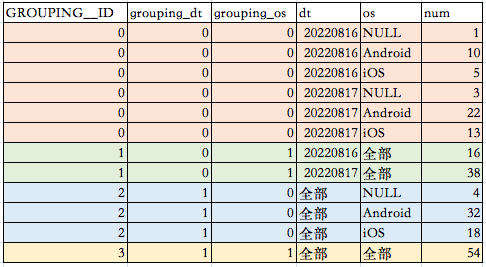 GROUPING__ID grouping_dt grouping_os dt os num
0 0 0 20220816 NULL 1
0 0 0 20220816 Android 10
0 0 0 20220816 iOS 5
0 0 0 20220817 NULL 3
0 0 0 20220817 Android 22
0 0 0 20220817 iOS 13
1 0 1 20220816 全部 16
1 0 1 20220817 全部 38
2 1 0 全部 NULL 4
2 1 0 全部 Android 32
2 1 0 全部 iOS 18
3 1 1 全部 全部 54